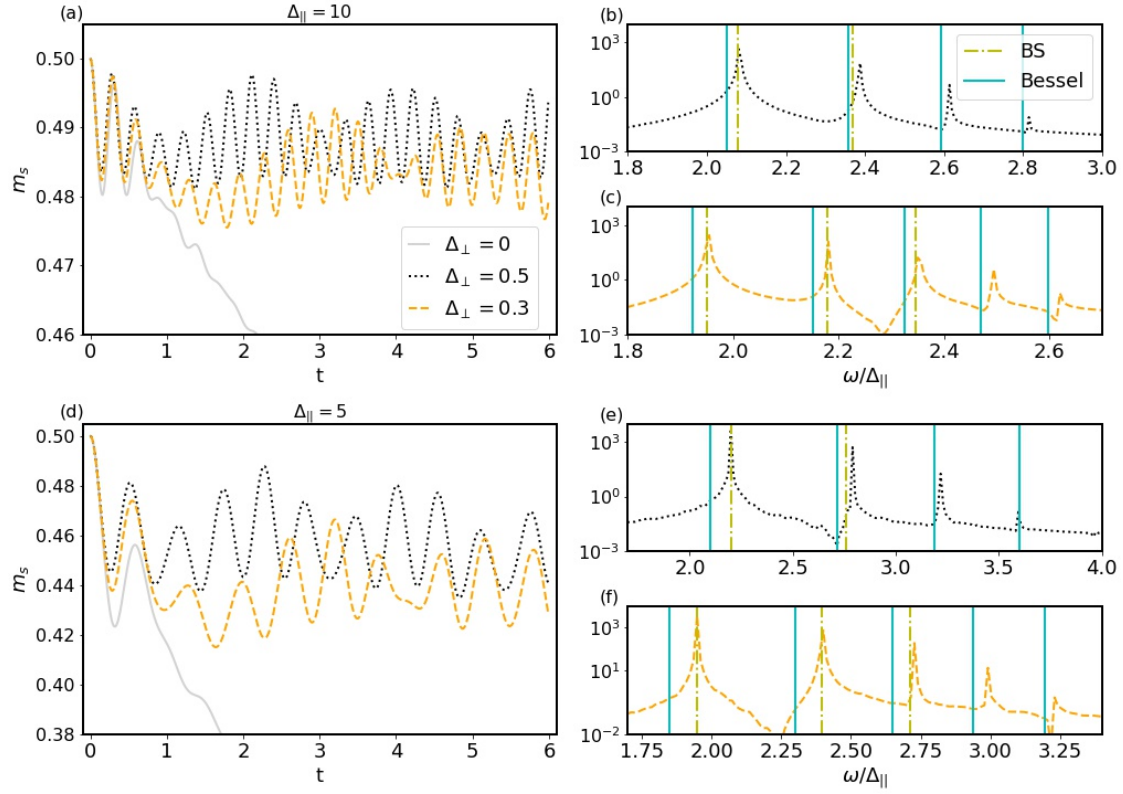 (a)
Δ|| = 10
0.50
0.49
0.48
0.47
0.46
m_s
0 1 2 3 4 5 6
t
Δ⊥ = 0
Δ⊥ = 0.5
Δ⊥ = 0.3
(b)
10^3
10^0
10^−3
1.8 2.0 2.2 2.4 2.6 2.8 3.0
BS
Bessel
(c)
10^3
10^0
10^−3
1.8 2.0 2.2 2.4 2.6
ω/Δ||
(d)
Δ|| = 5
0.50
0.48
0.46
0.44
0.42
0.40
0.38
m_s
0 1 2 3 4 5 6
t
(e)
10^3
10^0
10^−3
2.0 2.5 3.0 3.5 4.0
(f)
10^3
10^1
10^−2
1.75 2.00 2.25 2.50 2.75 3.00 3.25
ω/Δ||